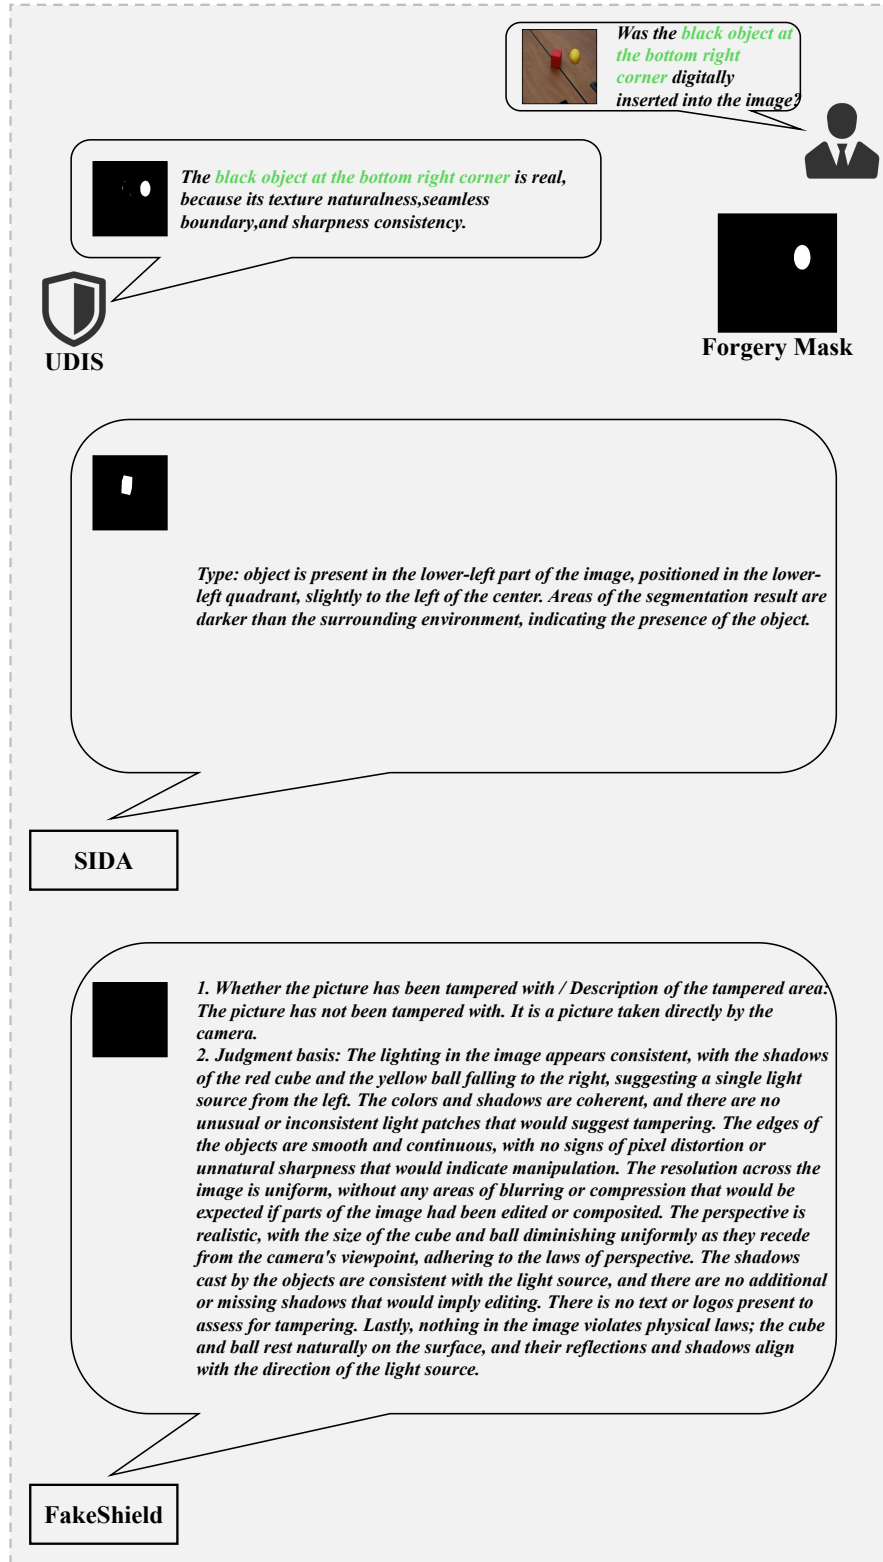 Was the black object at
the bottom right
corner digitally
inserted into the image?
The black object at the bottom right corner is real,
because its texture naturalness,seamless
boundary,and sharpness consistency.
UDIS
Forgery Mask
Type: object is present in the lower-left part of the image, positioned in the lower-
left quadrant, slightly to the left of the center. Areas of the segmentation result are
darker than the surrounding environment, indicating the presence of the object.
SIDA
1. Whether the picture has been tampered with / Description of the tampered area:
The picture has not been tampered with. It is a picture taken directly by the
camera.
2. Judgment basis: The lighting in the image appears consistent, with the shadows
of the red cube and the yellow ball falling to the right, suggesting a single light
source from the left. The colors and shadows are coherent, and there are no
unusual or inconsistent light patches that would suggest tampering. The edges of
the objects are smooth and continuous, with no signs of pixel distortion or
unnatural sharpness that would indicate manipulation. The resolution across the
image is uniform, without any areas of blurring or compression that would be
expected if parts of the image had been edited or composited. The perspective is
realistic, with the size of the cube and ball diminishing uniformly as they recede
from the camera's viewpoint, adhering to the laws of perspective. The shadows
cast by the objects are consistent with the light source, and there are no additional
or missing shadows that would imply editing. There is no text or logos present to
assess for tampering. Lastly, nothing in the image violates physical laws; the cube
and ball rest naturally on the surface, and their reflections and shadows align
with the direction of the light source.
FakeShield